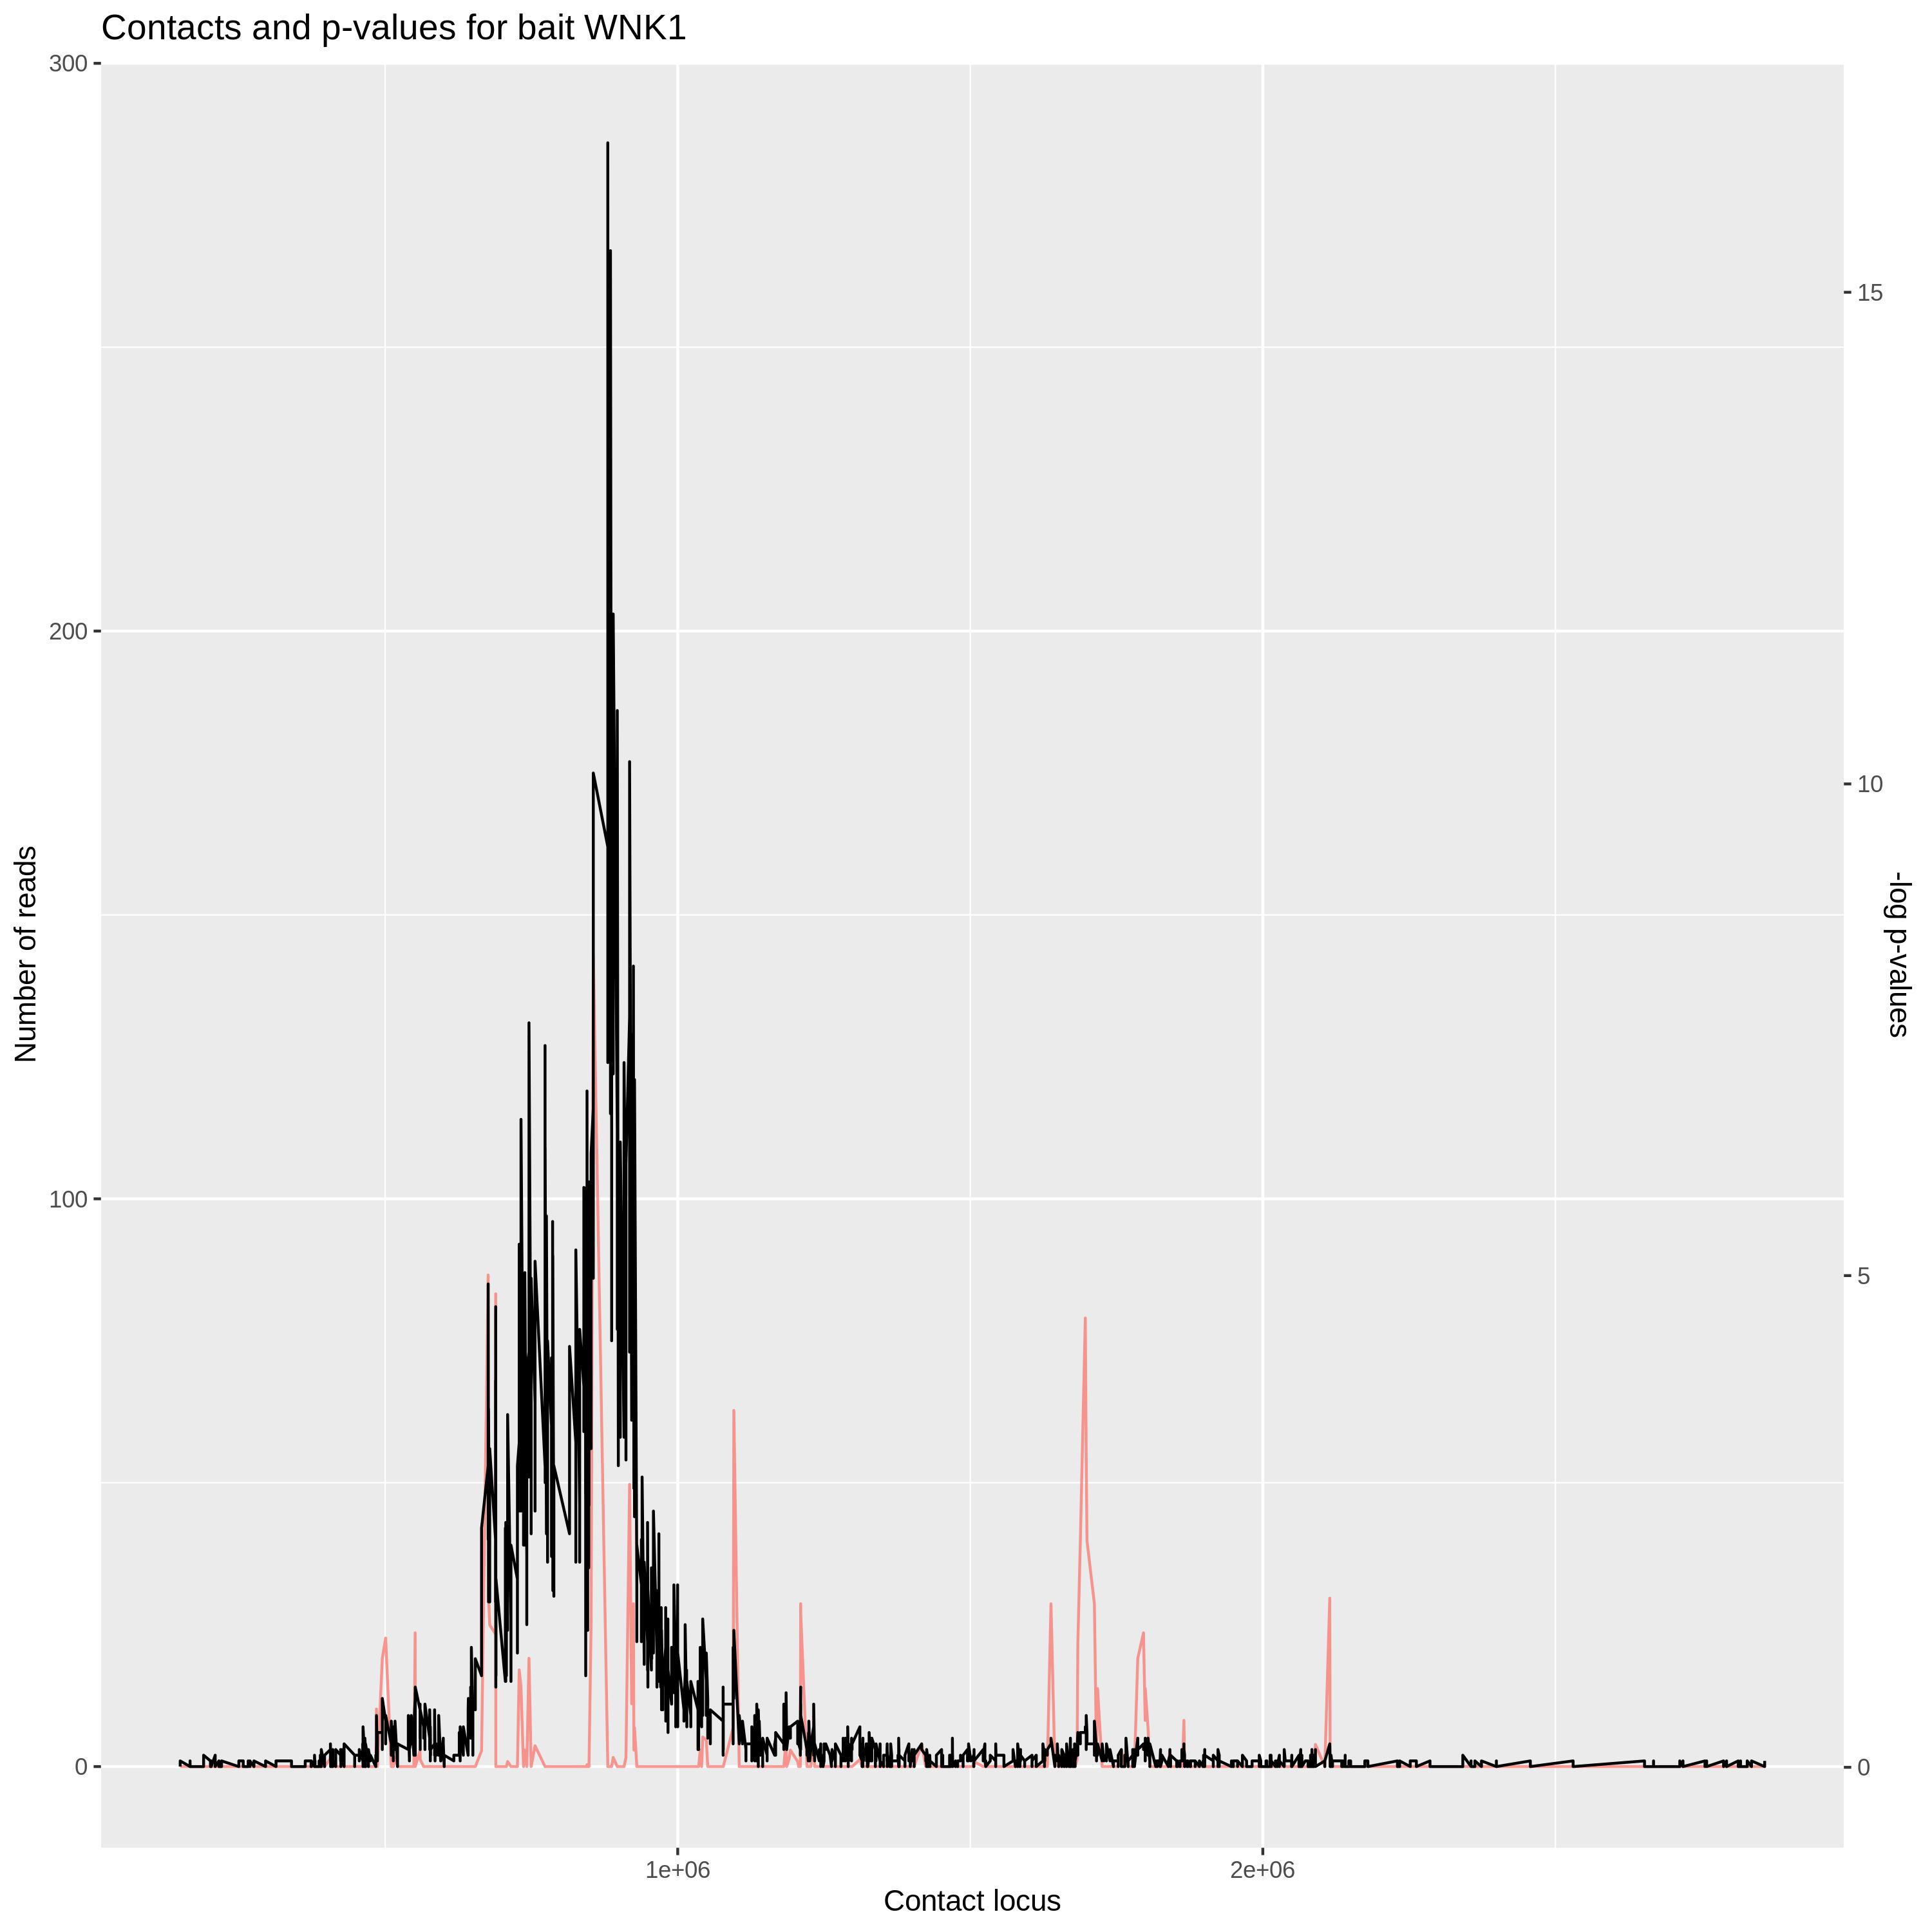 Contacts and p-values for bait WNK1
300
200
100
0
Number of reads
15
10
5
0
-log p-values
1e+06
2e+06
Contact locus